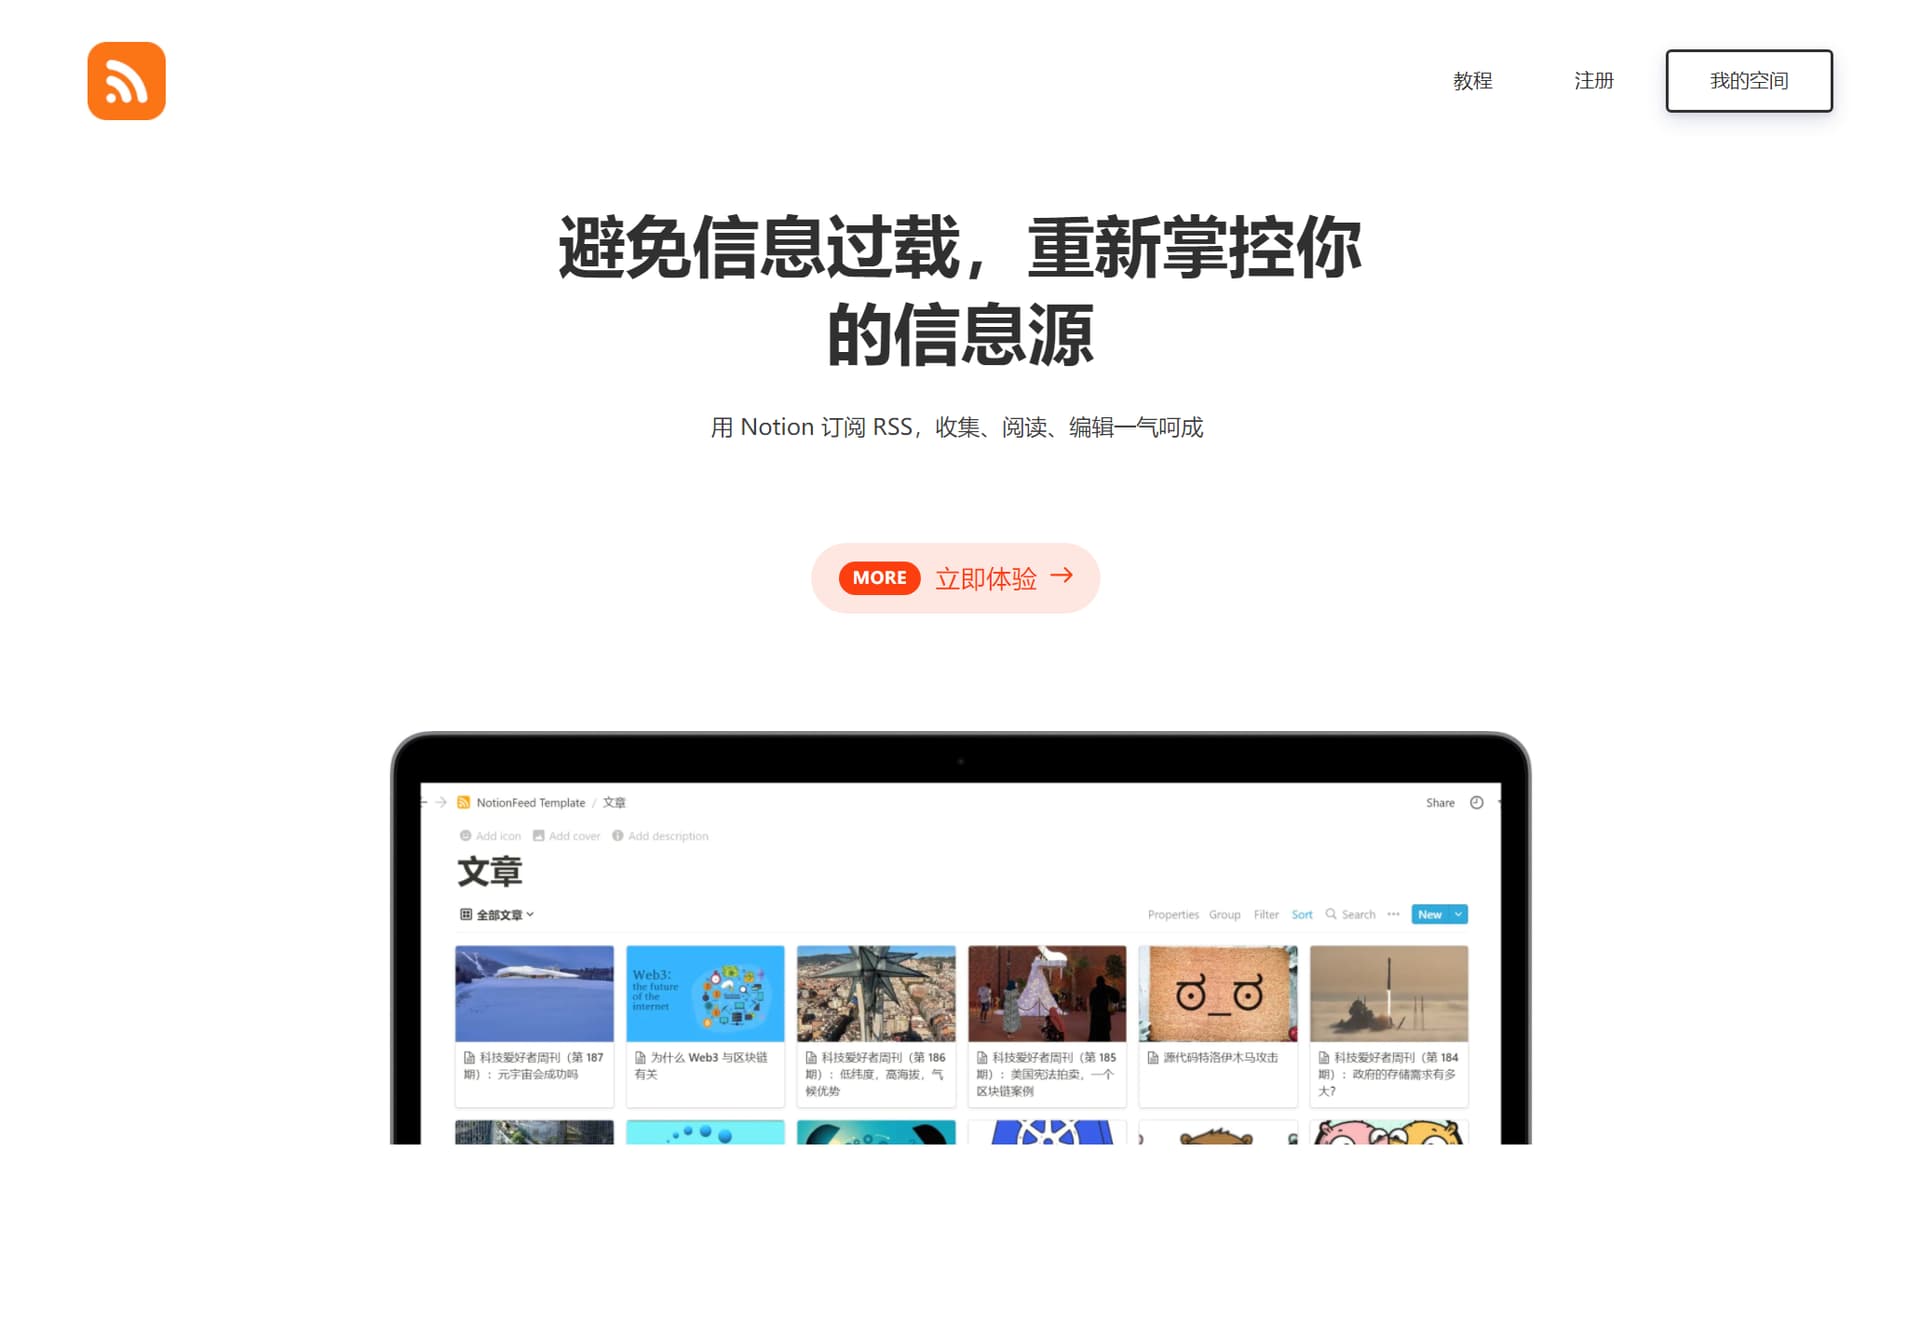 教程 注册 我的空间
避免信息过载，重新掌控你
的信息源
用 Notion 订阅 RSS，收集、阅读、编辑一气呵成
MORE 立即体验 →
NotionFeed Template / 文章 Share
Add icon Add cover Add description
文章
全部文章 Properties Group Filter Sort Search ••• New
Web3:
the future
of the
internet
科技爱好者周刊（第 187
期）：元宇宙会成功吗
为什么 Web3 与区块链
有关
科技爱好者周刊（第 186
期）：低纬度，高海拔，气
候优势
科技爱好者周刊（第 185
期）：美国宪法拍卖，一个
区块链案例
ಠ_ಠ
源代码特洛伊木马攻击
科技爱好者周刊（第 184
期）：政府的存储需求有多
大？